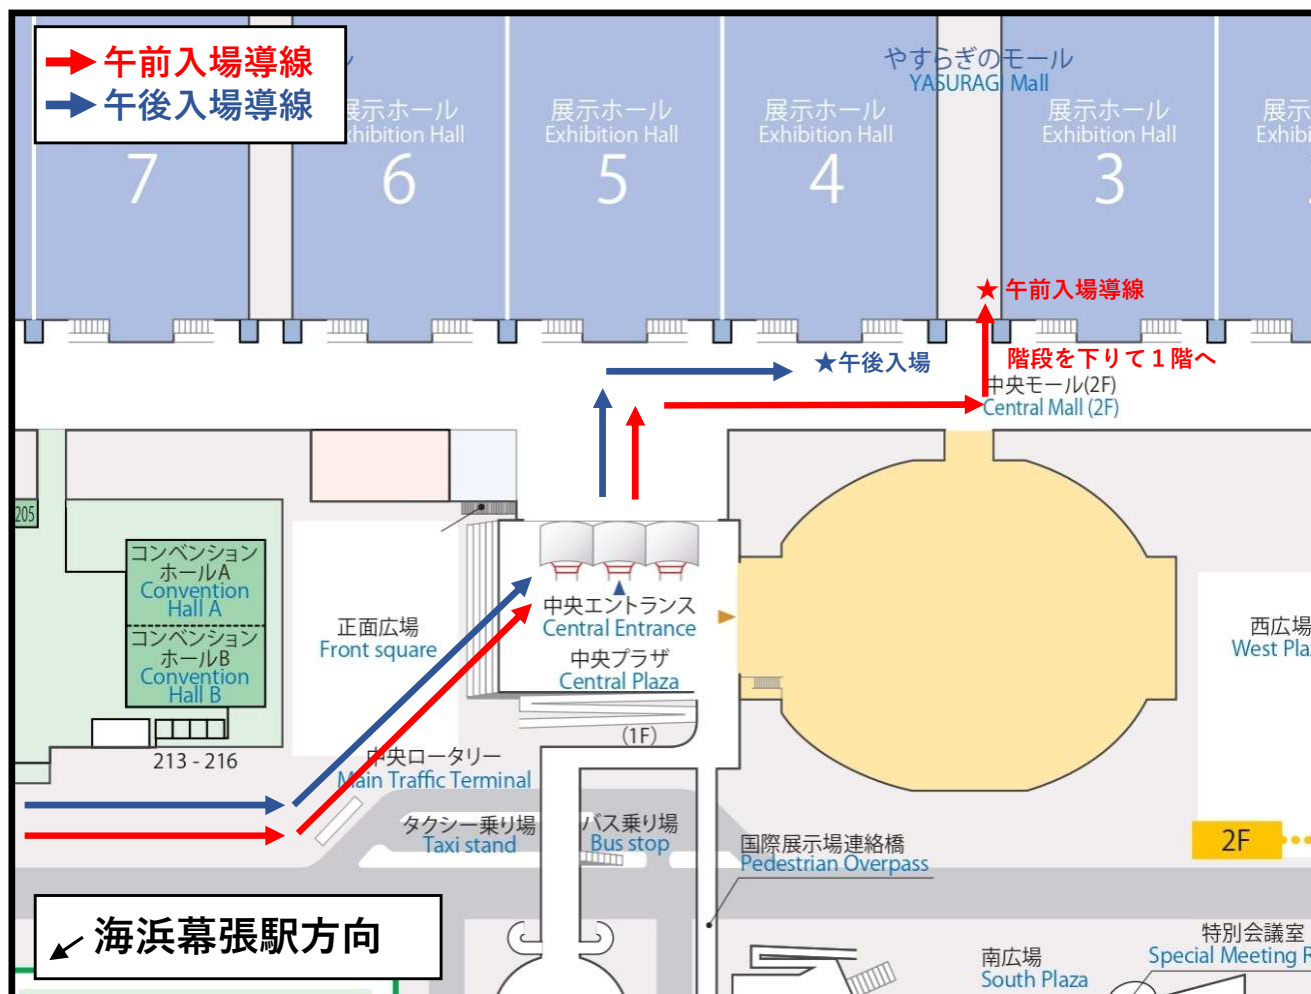 午前入場導線
午後入場導線
やすらぎのモール
YASURAGI Mall
展示ホール
Exhibition Hall
7
6
展示ホール
Exhibition Hall
5
展示ホール
Exhibition Hall
4
展示ホール
Exhibition Hall
3
★ 午前入場導線
階段を下りて１階へ
★午後入場
中央モール(2F)
Central Mall (2F)
205
コンベンション
ホールA
Convention
Hall A
コンベンション
ホールB
Convention
Hall B
213 - 216
正面広場
Front square
中央エントランス
Central Entrance
中央プラザ
Central Plaza
(1F)
西広場
West
中央ロータリー
Main Traffic Terminal
タクシー乗り場
Taxi stand
バス乗り場
Bus stop
国際展示場連絡橋
Pedestrian Overpass
2F
海浜幕張駅方向
南広場
South Plaza
特別会議室
Special Meeting